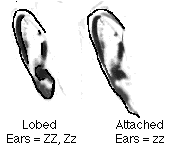 Lobed
Ears = ZZ, Zz
Attached
Ears = zz